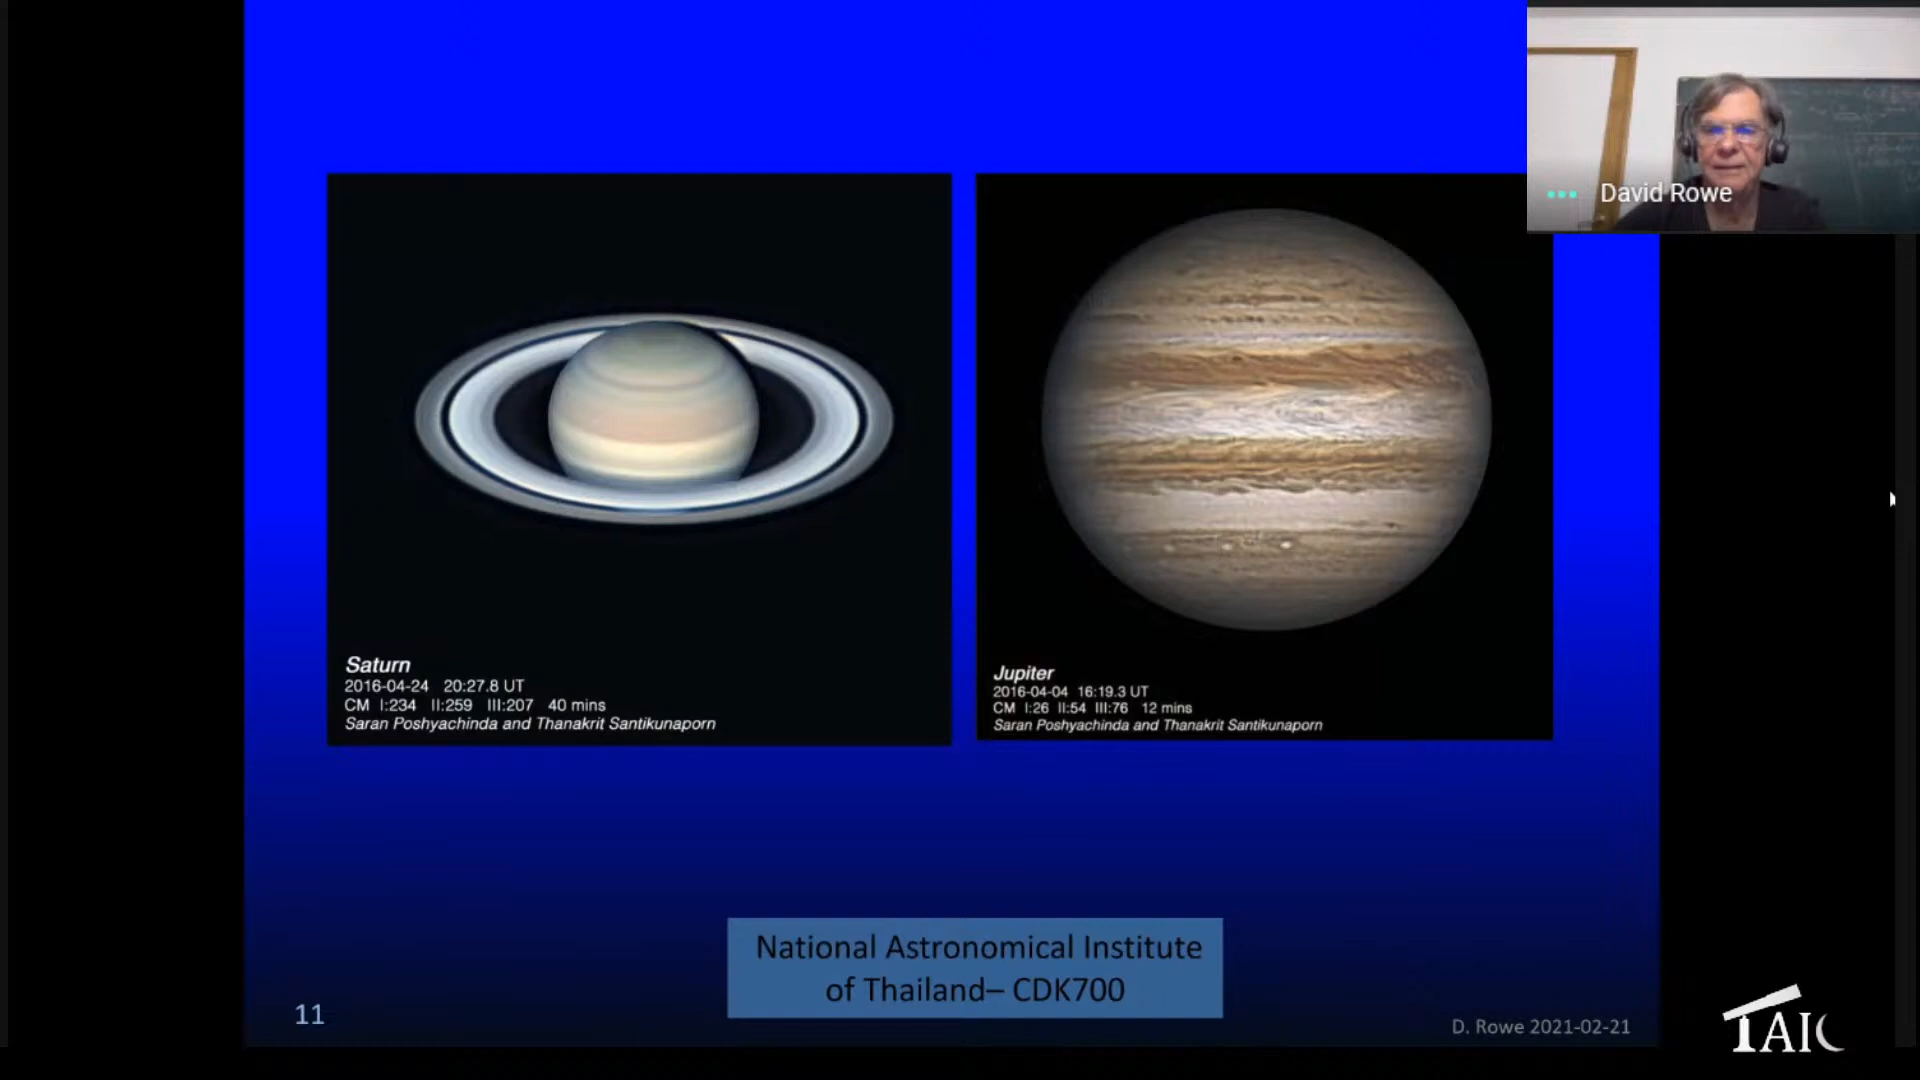 David Rowe
Saturn
2016-04-24 20:27.8 UT
CM I:234 II:259 III:207 40 mins
Saran Poshyachinda and Thanakrit Santikunaporn
Jupiter
2016-04-04 16:19.3 UT
CM I:26 II:54 III:76 12 mins
Saran Poshyachinda and Thanakrit Santikunaporn
National Astronomical Institute
of Thailand– CDK700
11
D. Rowe 2021-02-21
TAIC